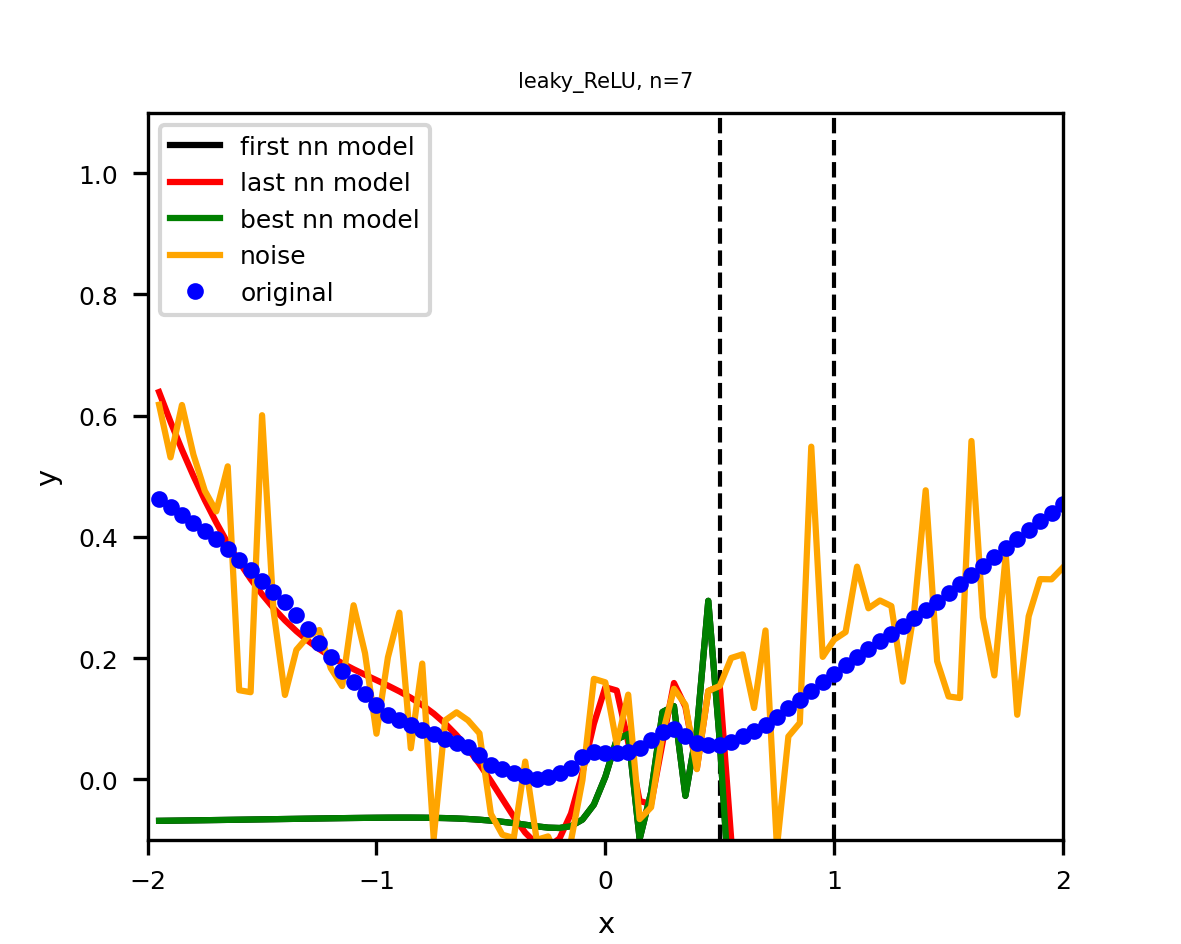 leaky_ReLU, n=7
first nn model
last nn model
best nn model
noise
original
1.0
0.8
0.6
0.4
0.2
0.0
y
−2
−1
0
1
2
x